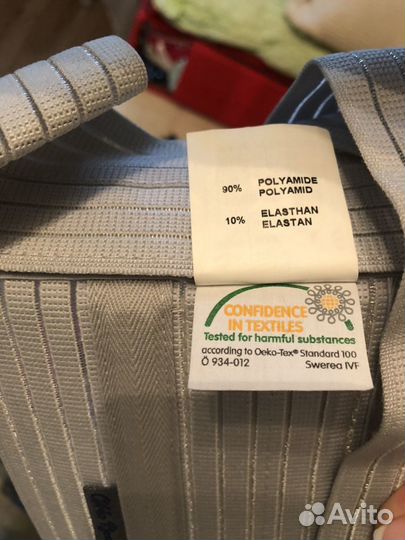 90% POLYAMIDE
POLYAMID
10% ELASTHAN
ELASTAN
CONFIDENCE
IN TEXTILES
Tested for harmful substances
according to Oeko-Tex® Standard 100
Ö 934-012 Swerea IVF
Avito